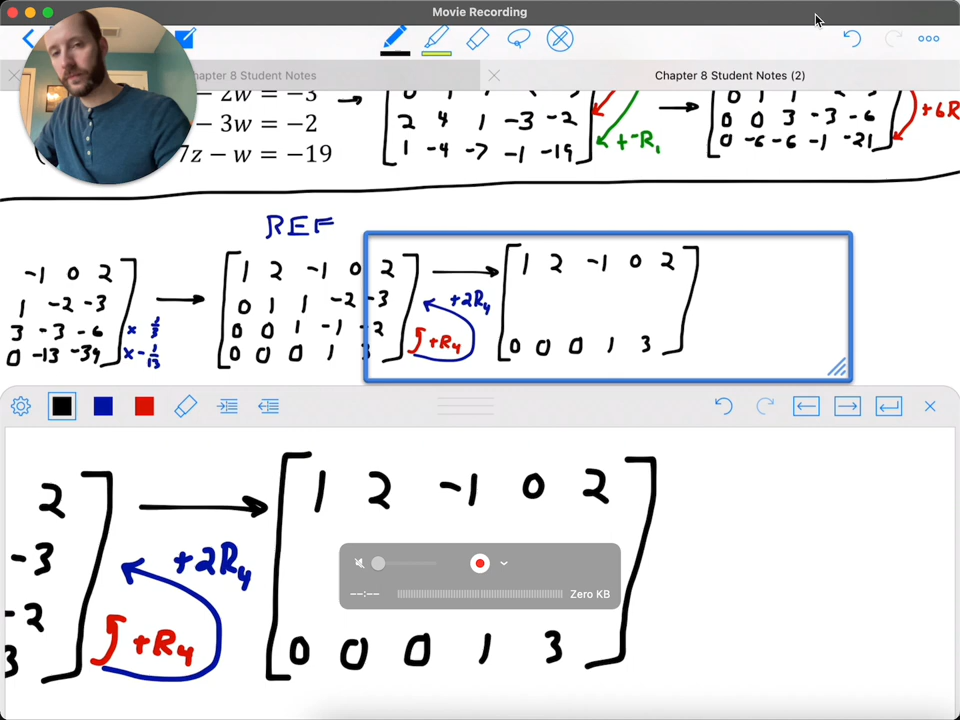 Movie Recording
Chapter 8 Student Notes
Chapter 8 Student Notes (2)
− 2w = −3
− 3w = −2
7z − w = −19
2 4 1 -3 -2
1 -4 -7 -1 -19
+-R₁
0 0 3 -3 -6
0 -6 -6 -1 -21
+6R
REF
-1 0 2
1 -2 -3
3 -3 -6 × 1/3
0 -13 -39 × -1/13
1 2 -1 0 2
0 1 1 -2 -3
0 0 1 -1 -2
0 0 0 1 3
+2R₄
+R₄
1 2 -1 0 2
0 0 0 1 3
2
-3
-2
3
+2R₄
+R₄
1 2 -1 0 2
0 0 0 1 3
--:--
Zero KB